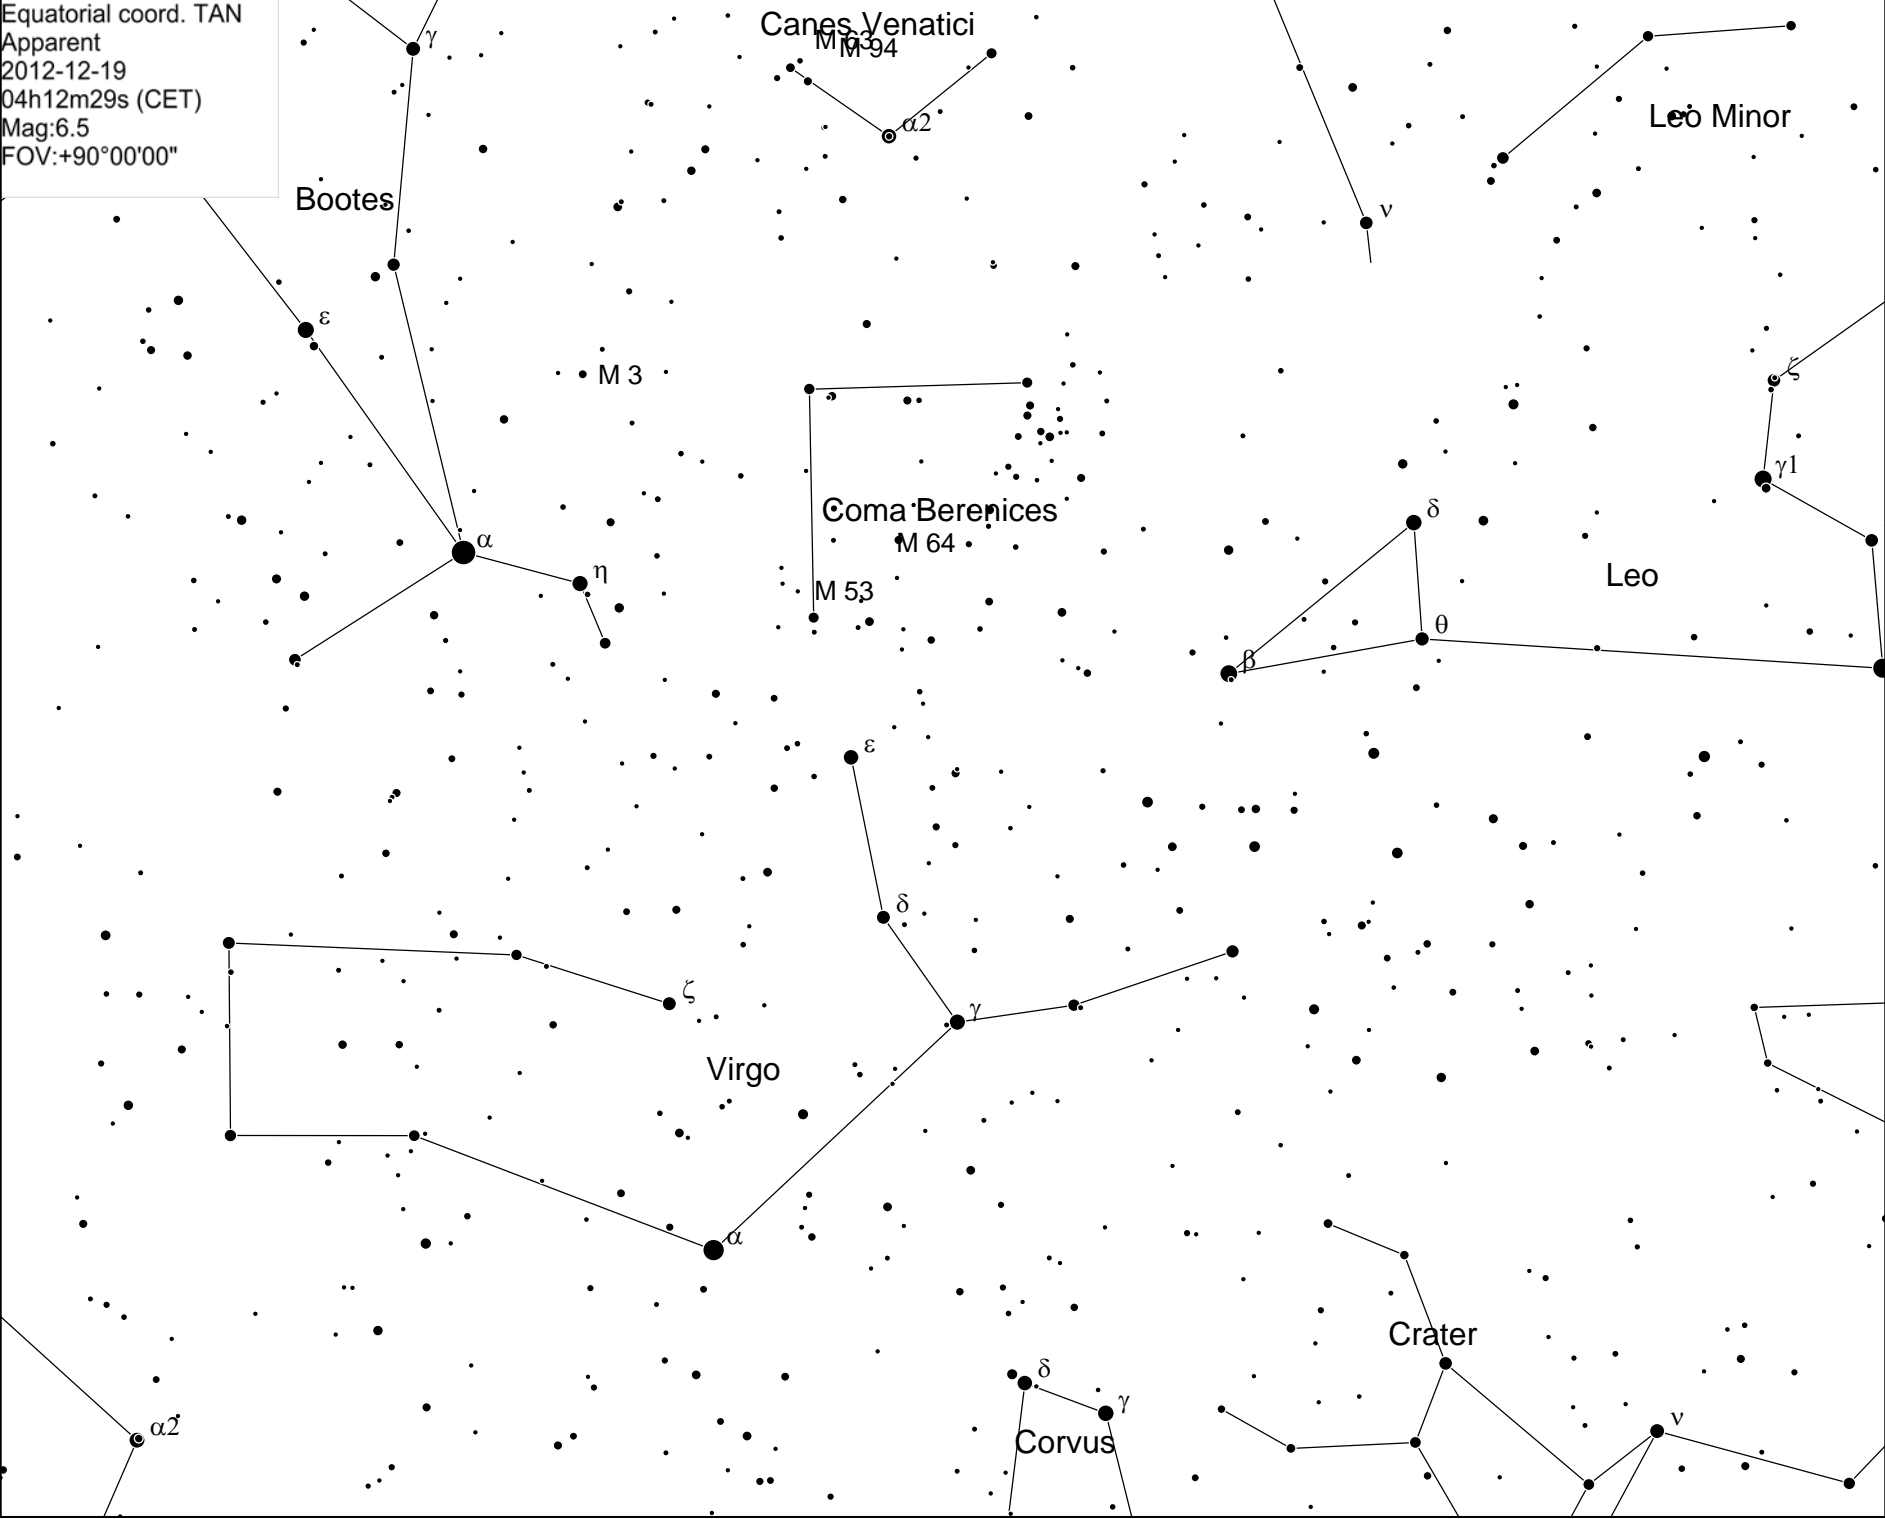 Equatorial coord. TAN
Apparent
2012-12-19
04h12m29s (CET)
Mag:6.5
FOV:+90°00'00"
Canes Venatici
M 63
M 94
α2
γ
Bootes
Leo Minor
ν
ε
M 3
ζ
γ1
Coma Berenices
M 64
δ
α
η
M 53
Leo
θ
β
ε
δ
ζ
γ
Virgo
α
Crater
δ
γ
α2
Corvus
ν